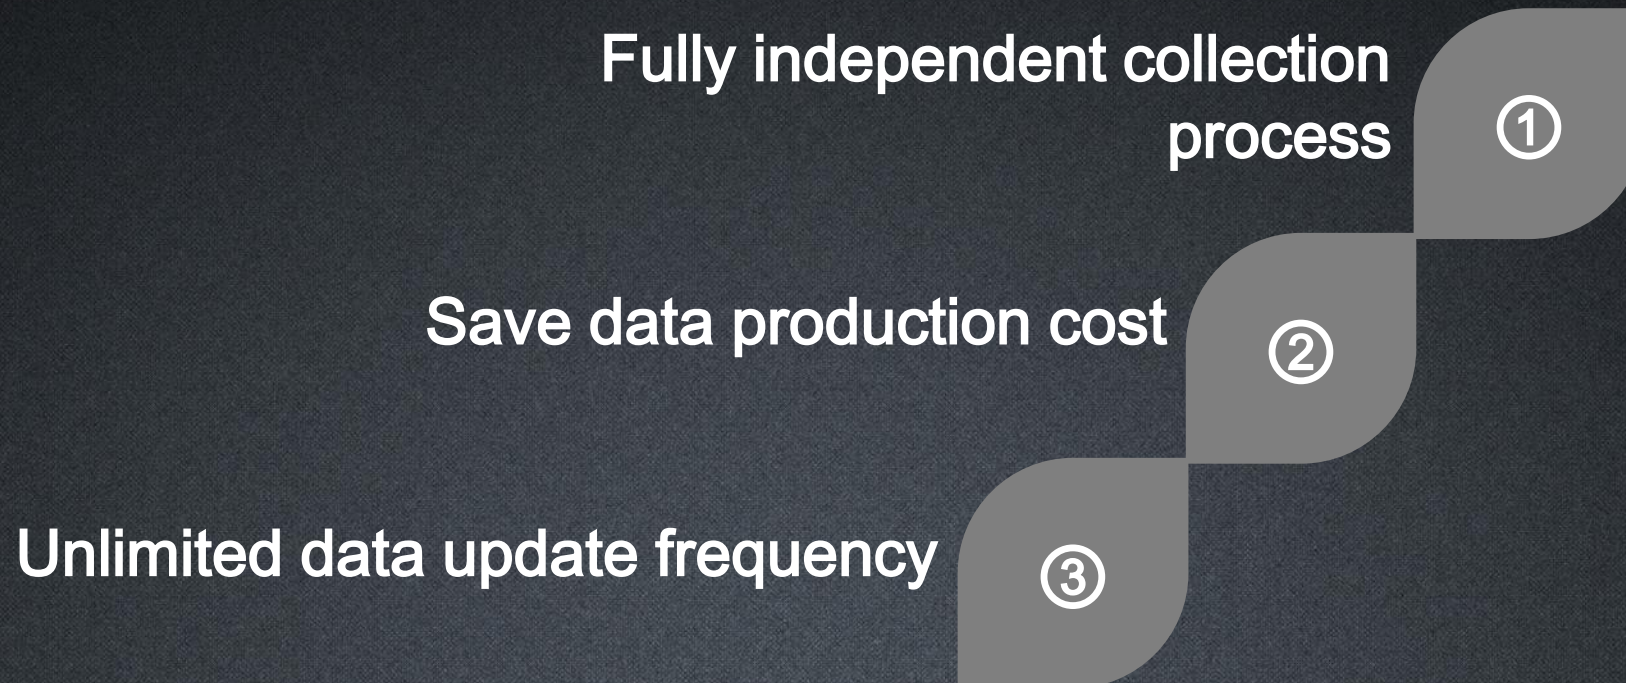 Fully independent collection
process
①
Save data production cost
②
Unlimited data update frequency
③